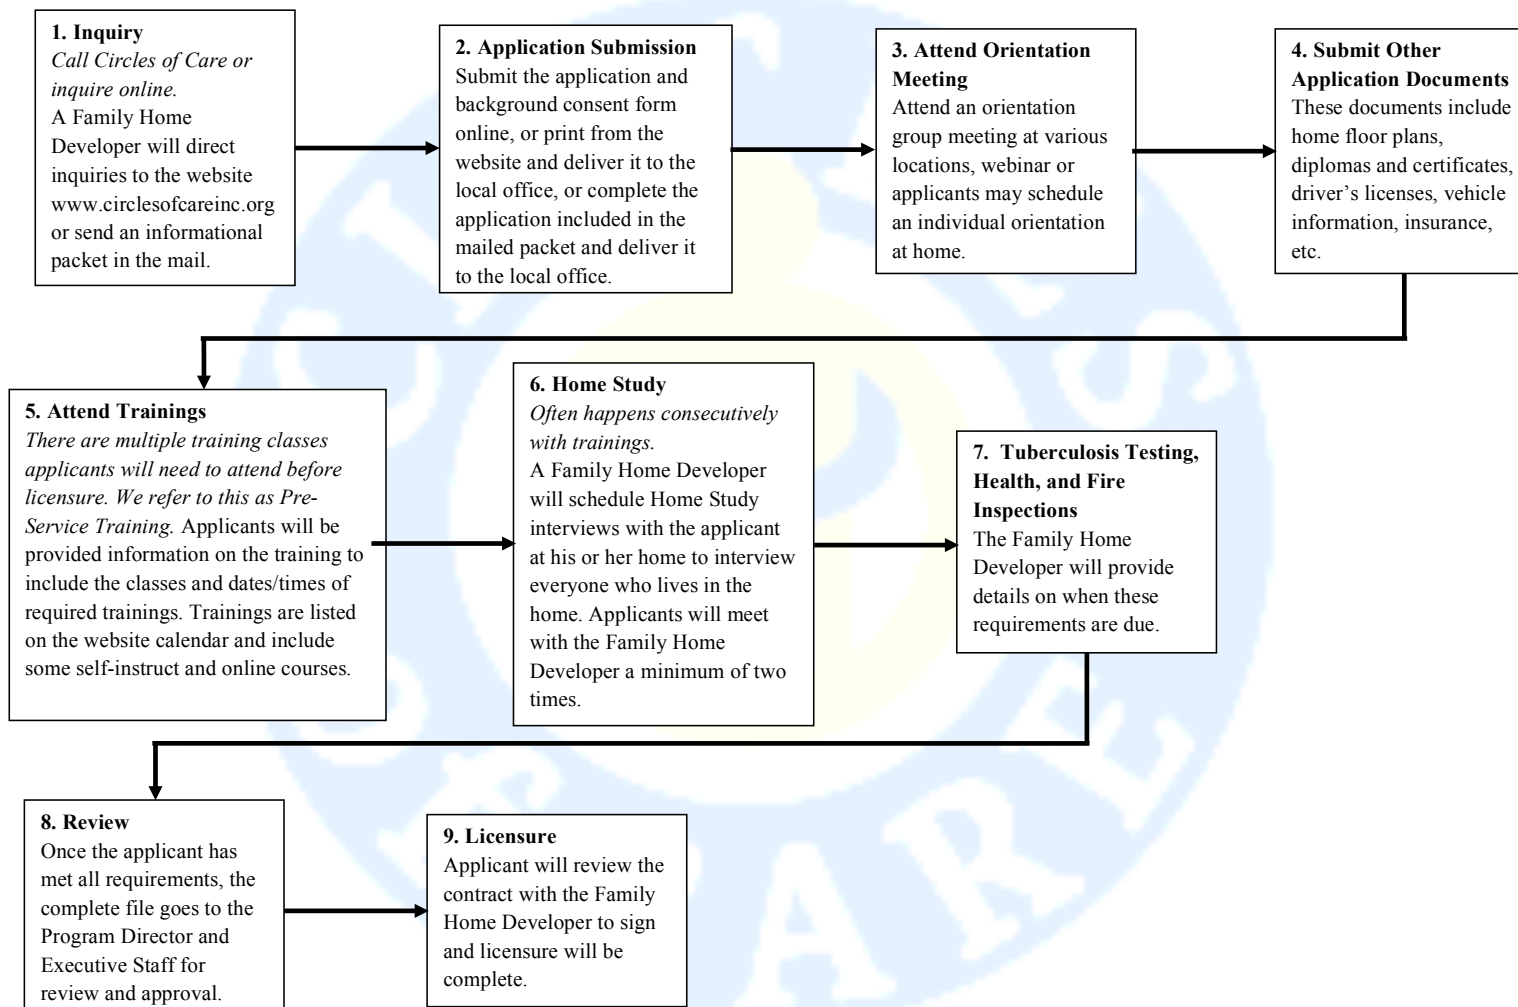 1. Inquiry
Call Circles of Care or
inquire online.
A Family Home
Developer will direct
inquiries to the website
www.circlesofcareinc.org
or send an informational
packet in the mail.
2. Application Submission
Submit the application and
background consent form
online, or print from the
website and deliver it to the
local office, or complete the
application included in the
mailed packet and deliver it
to the local office.
3. Attend Orientation
Meeting
Attend an orientation
group meeting at various
locations, webinar or
applicants may schedule
an individual orientation
at home.
4. Submit Other
Application Documents
These documents include
home floor plans,
diplomas and certificates,
driver’s licenses, vehicle
information, insurance,
etc.
5. Attend Trainings
There are multiple training classes
applicants will need to attend before
licensure. We refer to this as Pre-
Service Training. Applicants will be
provided information on the training to
include the classes and dates/times of
required trainings. Trainings are listed
on the website calendar and include
some self-instruct and online courses.
6. Home Study
Often happens consecutively
with trainings.
A Family Home Developer
will schedule Home Study
interviews with the applicant
at his or her home to interview
everyone who lives in the
home. Applicants will meet
with the Family Home
Developer a minimum of two
times.
7. Tuberculosis Testing,
Health, and Fire
Inspections
The Family Home
Developer will provide
details on when these
requirements are due.
8. Review
Once the applicant has
met all requirements, the
complete file goes to the
Program Director and
Executive Staff for
review and approval.
9. Licensure
Applicant will review the
contract with the Family
Home Developer to sign
and licensure will be
complete.
CARE